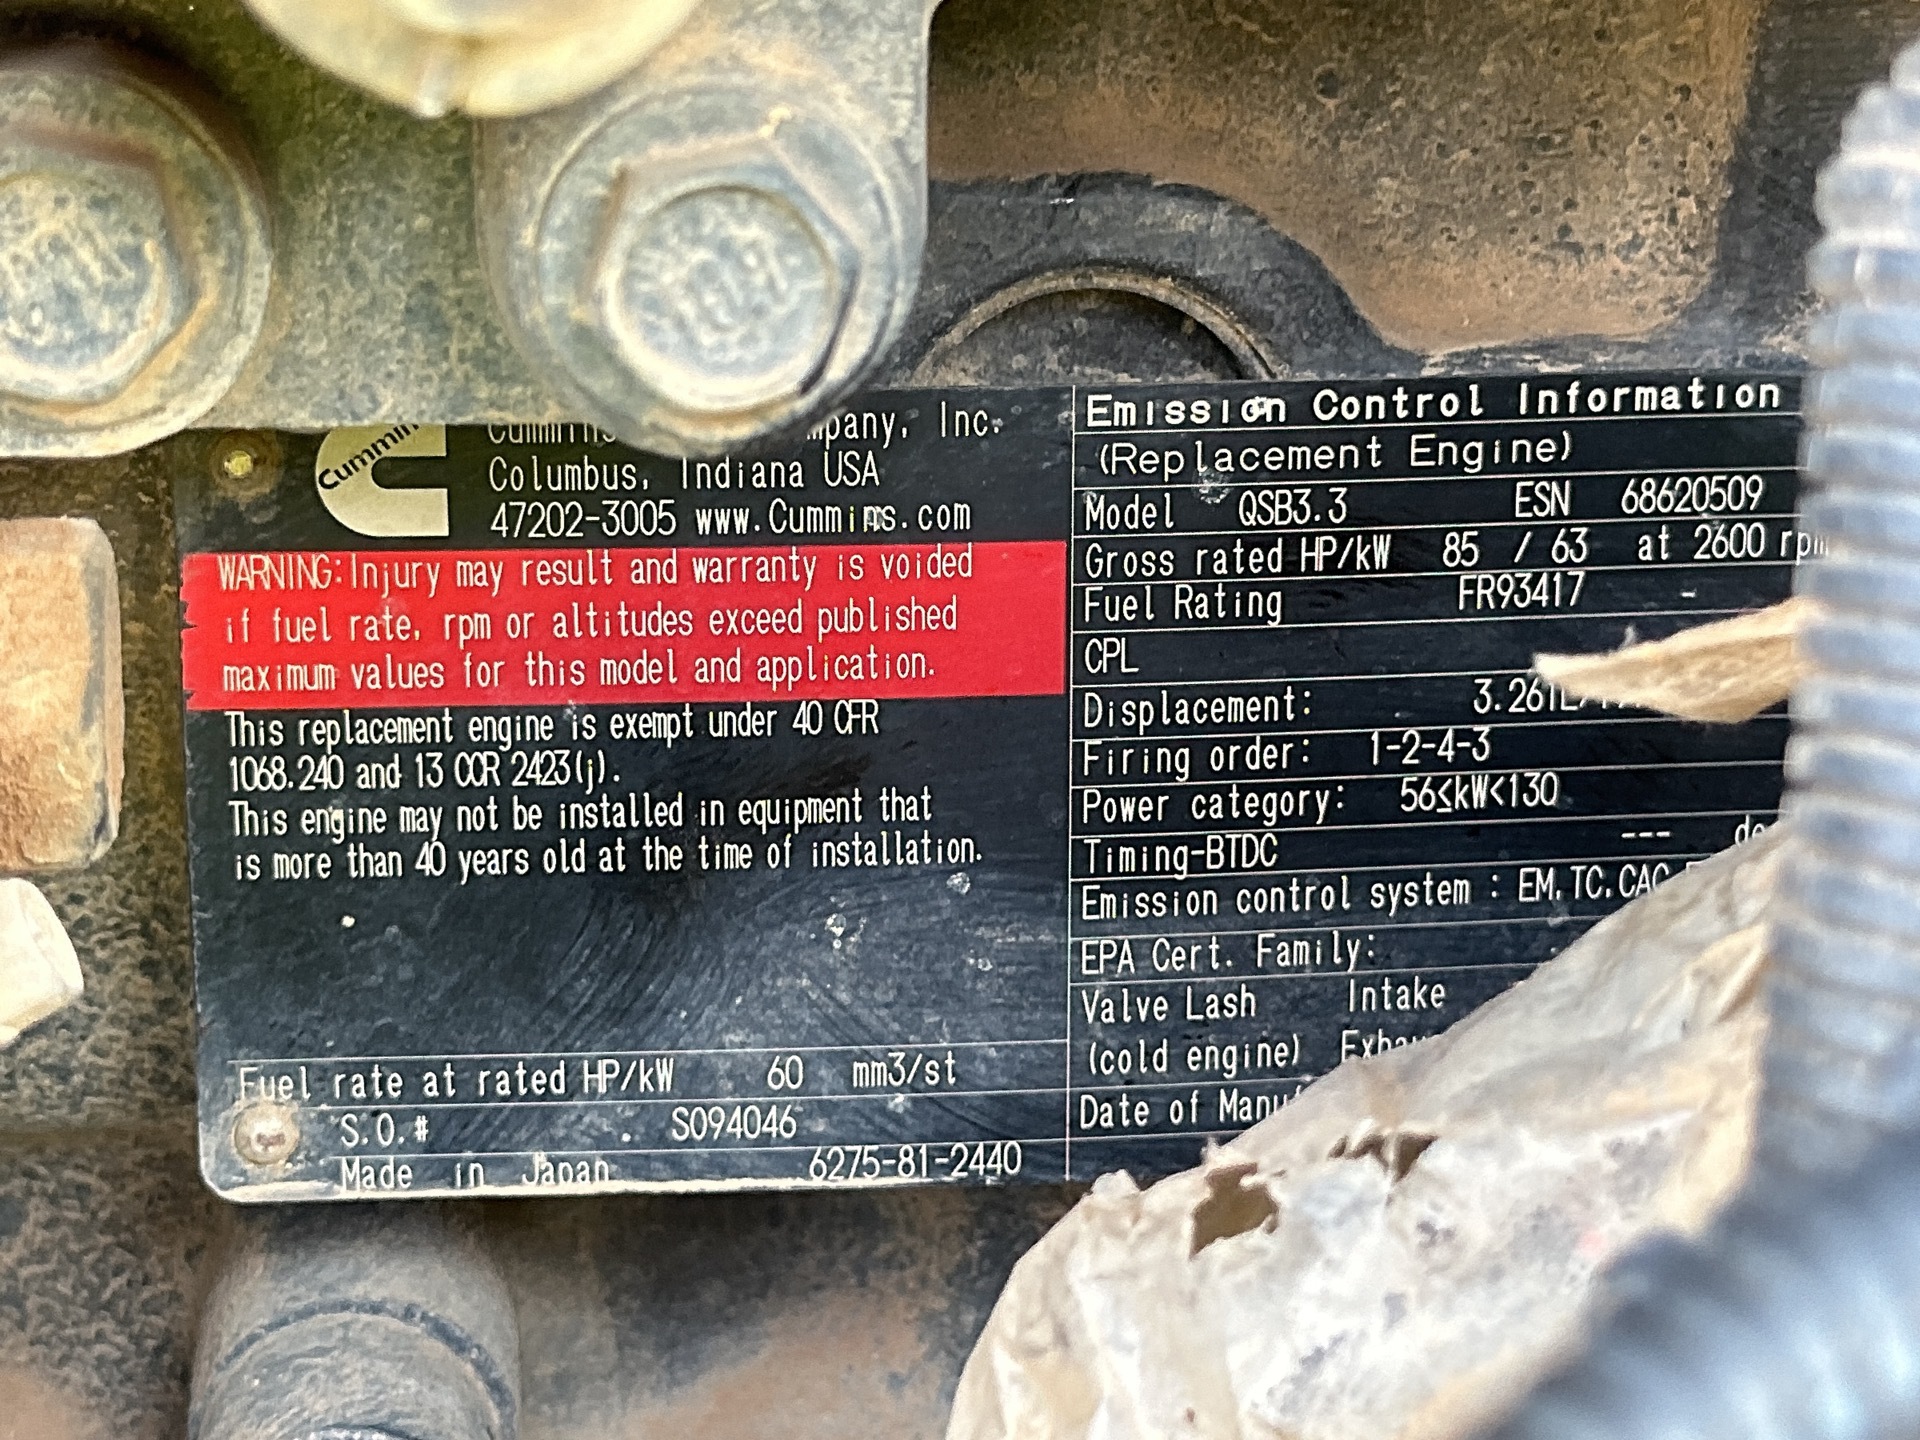 Cummins
Inc.
Columbus, Indiana USA
47202-3005 www.Cummins.com
WARNING:Injury may result and warranty is voided
if fuel rate, rpm or altitudes exceed published
maximum values for this model and application.
This replacement engine is exempt under 40 CFR
1068.240 and 13 CCR 2423(j).
This engine may not be installed in equipment that
is more than 40 years old at the time of installation.
Fuel rate at rated HP/kW 60 mm3/st
S.O.# S094046
Made in Japan 6275-81-2440
Emission Control Information
(Replacement Engine)
Model QSB3.3 ESN 68620509
Gross rated HP/kW 85 / 63 at 2600 rpm
Fuel Rating FR93417 -
CPL
Displacement: 3.261L
Firing order: 1-2-4-3
Power category: 56≤kW<130
Timing-BTDC ---
Emission control system : EM, TC, CAC
EPA Cert. Family:
Valve Lash Intake
(cold engine)
Date of